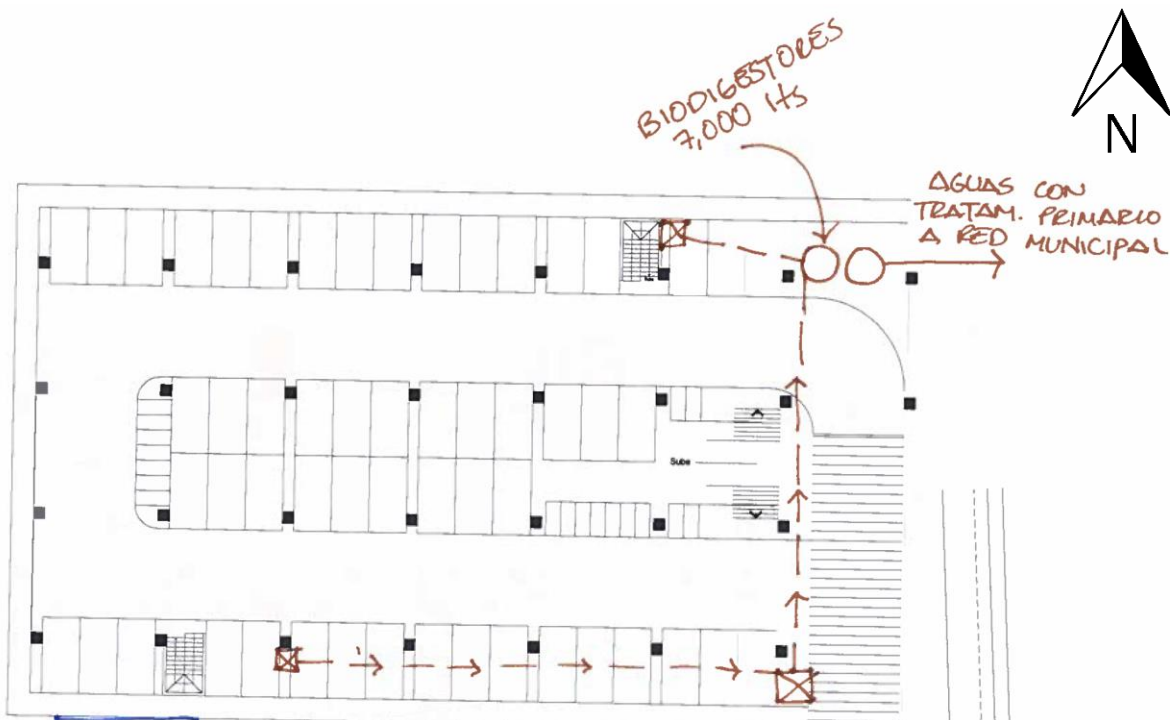 BIODIGESTORES
7,000 lts
N
AGUAS CON
TRATAM. PRIMARIO
A RED MUNICIPAL
Sube